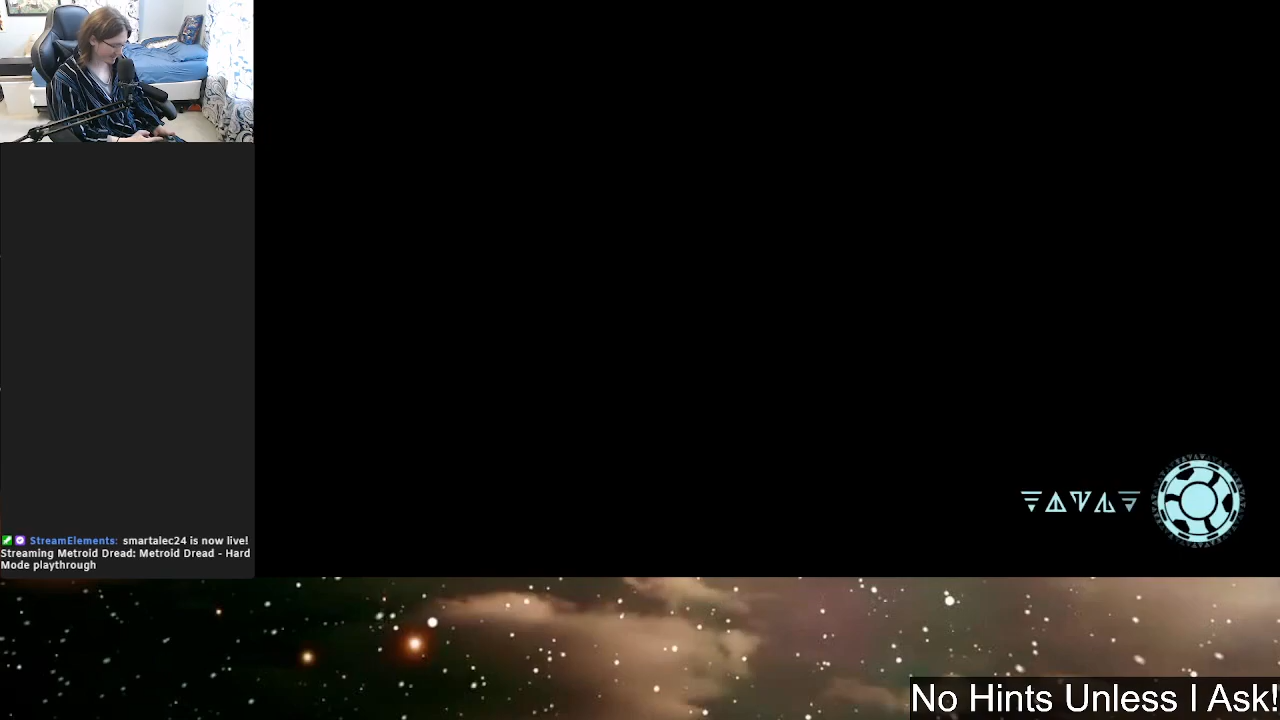 StreamElements: smartalec24 is now live!
Streaming Metroid Dread: Metroid Dread - Hard
Mode playthrough
No Hints Unless I Ask!